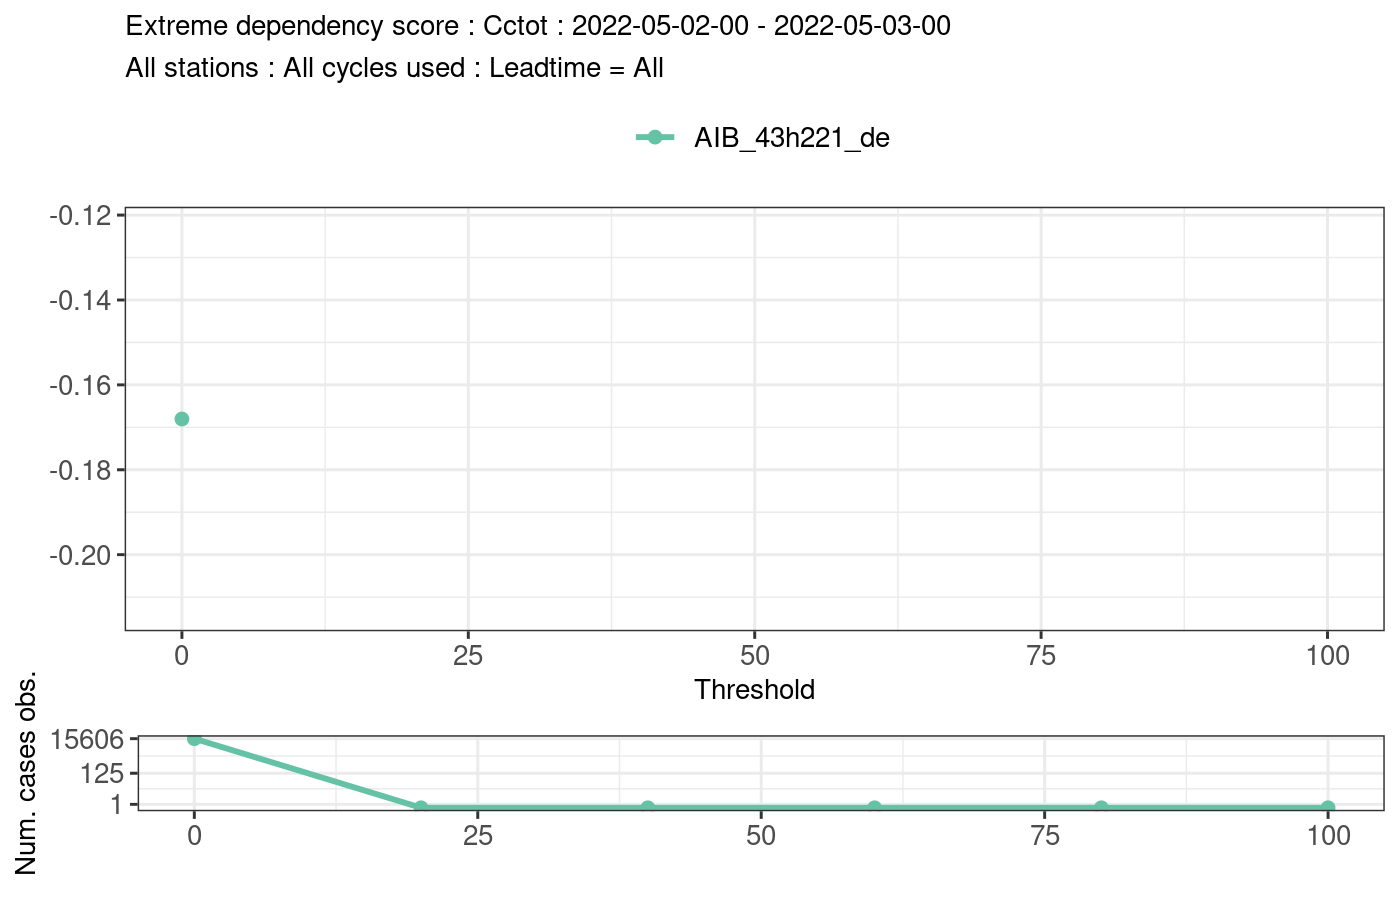 Extreme dependency score : Cctot : 2022-05-02-00 - 2022-05-03-00
All stations : All cycles used : Leadtime = All
AIB_43h221_de
-0.12
-0.14
-0.16
-0.18
-0.20
0 25 50 75 100
Threshold
Num. cases obs.
15606
125
1
0 25 50 75 100